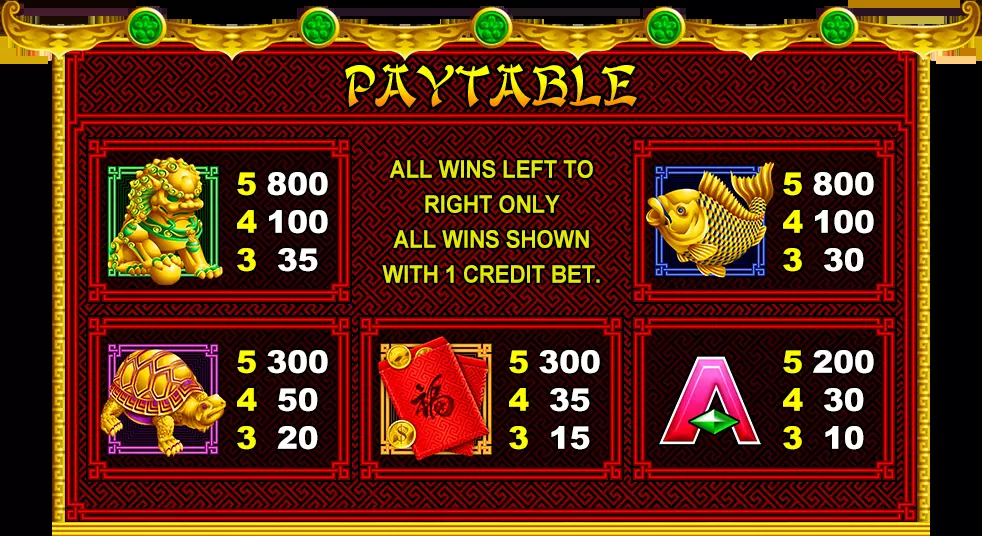 PAYTABLE
5 800
4 100
3 35
ALL WINS LEFT TO
RIGHT ONLY
ALL WINS SHOWN
WITH 1 CREDIT BET.
5 800
4 100
3 30
5 300
4 50
3 20
福
$
5 300
4 35
3 15
A
5 200
4 30
3 10